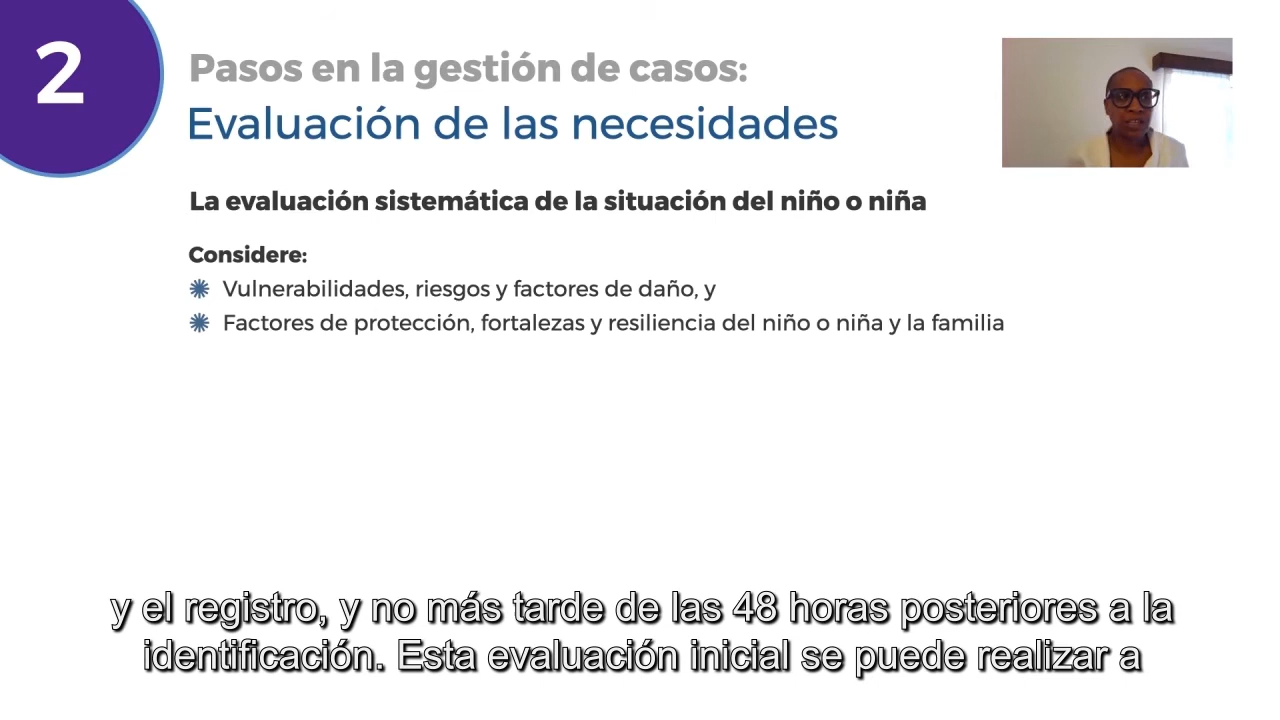 2
Pasos en la gestión de casos:
Evaluación de las necesidades
La evaluación sistemática de la situación del niño o niña
Considere:
Vulnerabilidades, riesgos y factores de daño, y
Factores de protección, fortalezas y resiliencia del niño o niña y la familia
y el registro, y no más tarde de las 48 horas posteriores a la
identificación. Esta evaluación inicial se puede realizar a